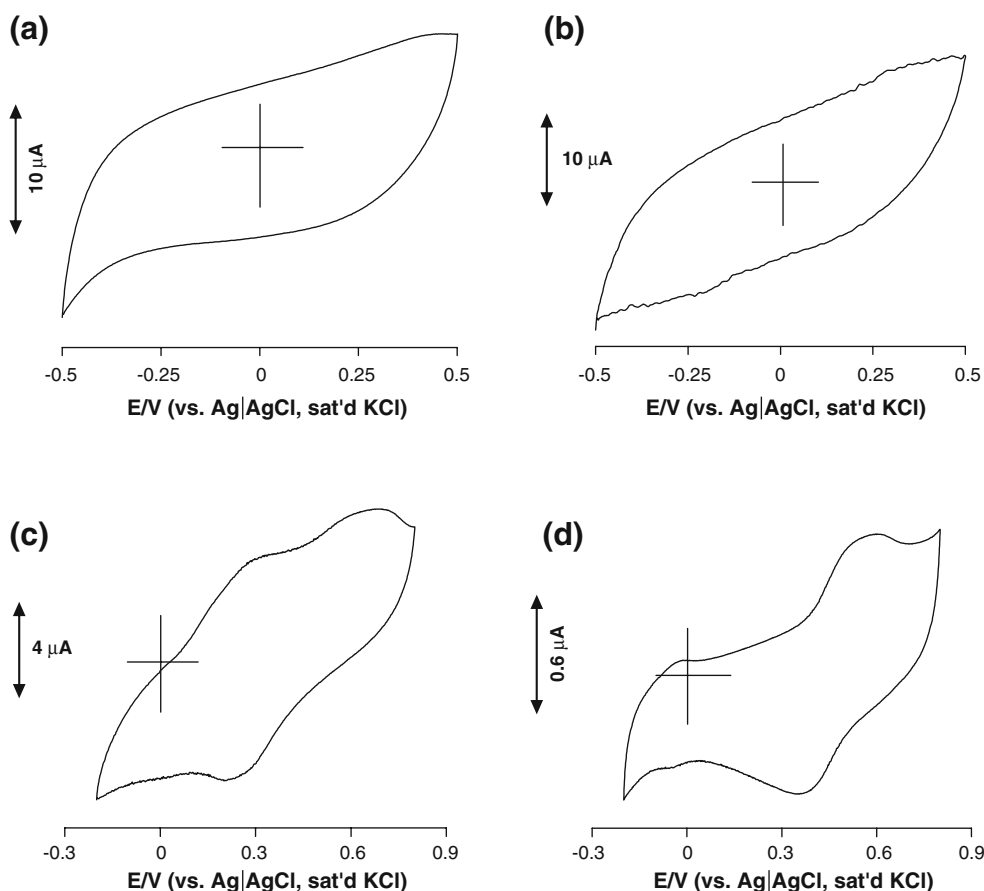 (a)
10 µA
-0.5 -0.25 0 0.25 0.5
E/V (vs. Ag|AgCl, sat'd KCl)
(b)
10 µA
-0.5 -0.25 0 0.25 0.5
E/V (vs. Ag|AgCl, sat'd KCl)
(c)
4 µA
-0.3 0 0.3 0.6 0.9
E/V (vs. Ag|AgCl, sat'd KCl)
(d)
0.6 µA
-0.3 0 0.3 0.6 0.9
E/V (vs. Ag|AgCl, sat'd KCl)